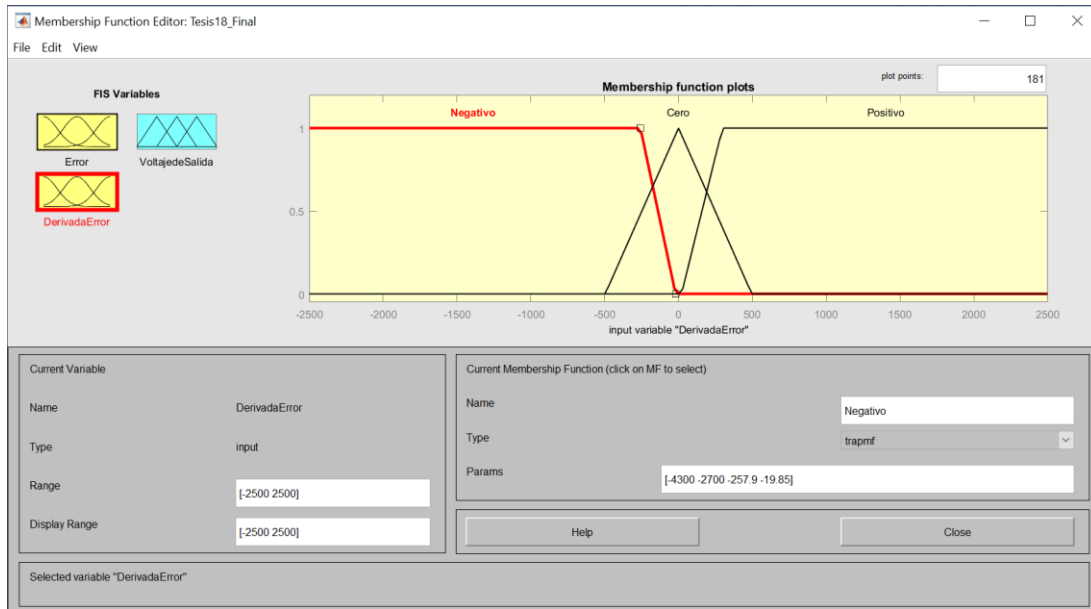 Membership Function Editor: Tesis18_Final
File Edit View
FIS Variables
Error
VoltajedeSalida
DerivadaError
plot points:
181
Membership function plots
Negativo
Cero
Positivo
1
0.5
0
-2500 -2000 -1500 -1000 -500 0 500 1000 1500 2000 2500
input variable "DerivadaError"
Current Variable
Name DerivadaError
Type input
Range [-2500 2500]
Display Range [-2500 2500]
Current Membership Function (click on MF to select)
Name Negativo
Type trapmf
Params [-4300 -2700 -257.9 -19.85]
Help
Close
Selected variable "DerivadaError"